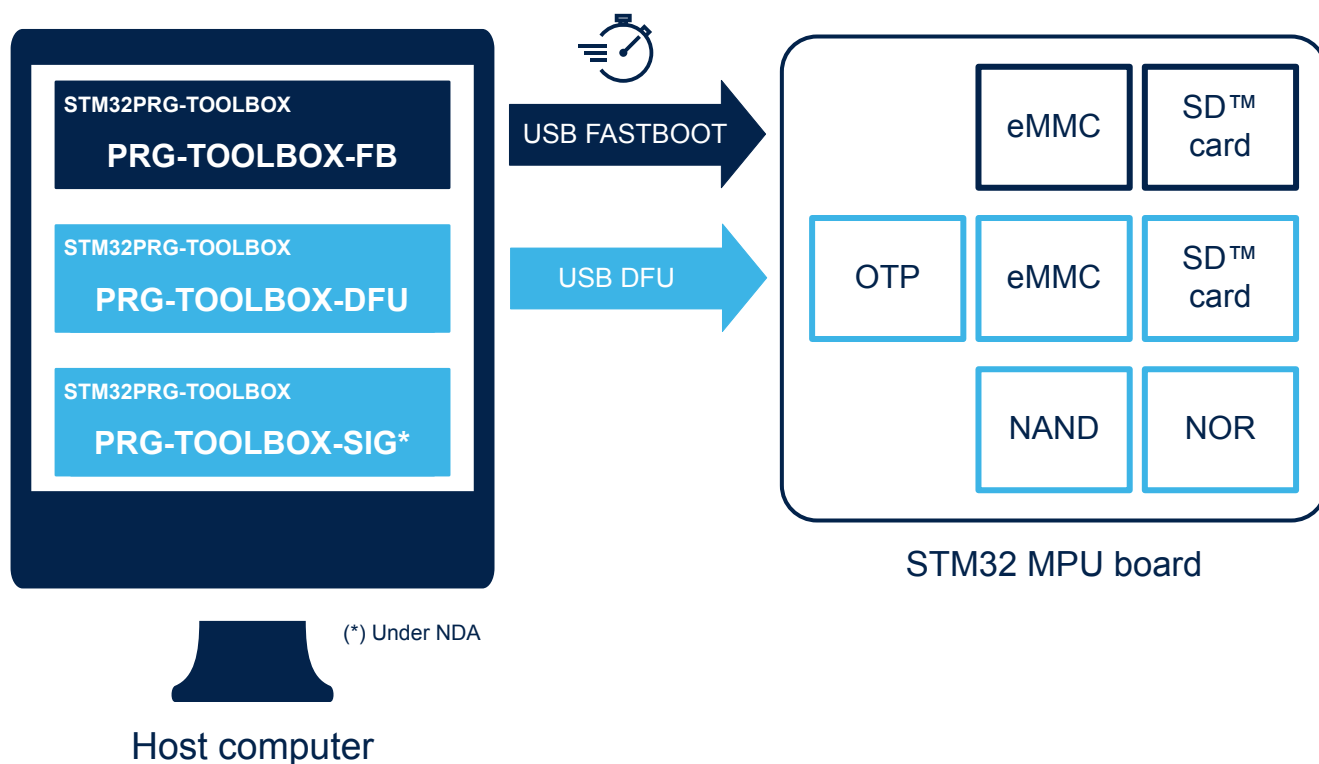 STM32PRG-TOOLBOX
PRG-TOOLBOX-FB
STM32PRG-TOOLBOX
PRG-TOOLBOX-DFU
STM32PRG-TOOLBOX
PRG-TOOLBOX-SIG*
(*) Under NDA
Host computer
USB FASTBOOT
USB DFU
eMMC
SD™
card
OTP
eMMC
SD™
card
NAND
NOR
STM32 MPU board